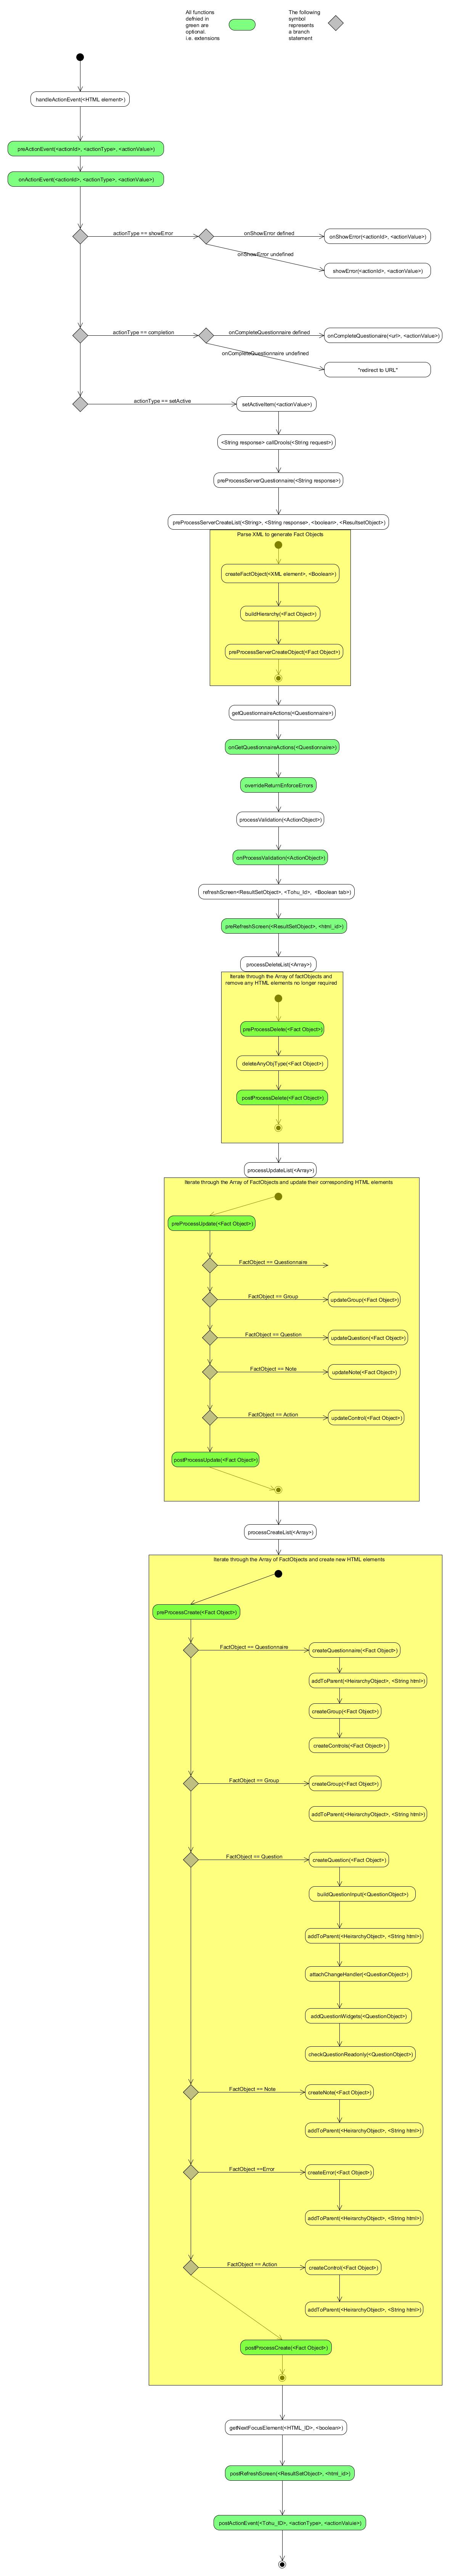 All functions
defnied in
green are
optional.
i.e. extensions
The following
symbol
represents
a branch
statement
handleActionEvent(<HTML element>)
preActionEvent(<actionId>, <actionType>, <actionValue>)
onActionEvent(<actionId>, <actionType>, <actionValue>)
actionType == showError
onShowError defined
onShowError(<actionId>, <actionValue>)
onShowError undefined
showError(<actionId>, <actionValue>)
actionType == completion
onCompleteQuestionnaire defined
onCompleteQuestionaire(<url>, <actionValue>)
onCompleteQuestionnaire undefined
"redirect to URL"
actionType == setActive
setActiveItem(<actionValue>)
<String response> callDrools(<String request>)
preProcessServerQuestionnaire(<String response>)
preProcessServerCreateList(<String>, <String response>, <boolean>, <ResultsetObject>)
Parse XML to generate Fact Objects
createFactObject(<XML element>, <Boolean>)
buildHierarchy(<Fact Object>)
preProcessServerCreateObject(<Fact Object>)
getQuestionnaireActions(<Questionnaire>)
onGetQuestionnaireActions(<Questionnaire>)
overrideReturnEnforceErrors
processValidation(<ActionObject>)
onProcessValidation(<ActionObject>)
refreshScreen<ResultSetObject>, <Tohu_Id>,  <Boolean tab>)
preRefreshScreen(<ResultSetObject>, <html_id>)
processDeleteList(<Array>)
Iterate through the Array of factObjects and
remove any HTML elements no longer required
preProcessDelete(<Fact Object>)
deleteAnyObjType(<Fact Object>)
postProcessDelete(<Fact Object>)
processUpdateList(<Array>)
Iterate through the Array of FactObjects and update their corresponding HTML elements
preProcessUpdate(<Fact Object>)
FactObject == Questionnaire
FactObject == Group
updateGroup(<Fact Object>)
FactObject == Question
updateQuestion(<Fact Object>)
FactObject == Note
updateNote(<Fact Object>)
FactObject == Action
updateControl(<Fact Object>)
postProcessUpdate(<Fact Object>)
processCreateList(<Array>)
Iterate through the Array of FactObjects and create new HTML elements
preProcessCreate(<Fact Object>)
FactObject == Questionnaire
createQuestionnaire(<Fact Object>)
addToParent(<HeirarchyObject>, <String html>)
createGroup(<Fact Object>)
createControls(<Fact Object>)
FactObject == Group
createGroup(<Fact Object>)
addToParent(<HeirarchyObject>, <String html>)
FactObject == Question
createQuestion(<Fact Object>)
buildQuestionInput(<QuestionObject>)
addToParent(<HeirarchyObject>, <String html>)
attachChangeHandler(<QuestionObject>)
addQuestionWidgets(<QuestionObject>)
checkQuestionReadonly(<QuestionObject>)
FactObject == Note
createNote(<Fact Object>)
addToParent(<HeirarchyObject>, <String html>)
FactObject ==Error
createError(<Fact Object>)
addToParent(<HeirarchyObject>, <String html>)
FactObject == Action
createControl(<Fact Object>)
addToParent(<HeirarchyObject>, <String html>)
postProcessCreate(<Fact Object>)
getNextFocusElement(<HTML_ID>, <boolean>)
postRefreshScreen(<ResultSetObject>, <html_id>)
postActionEvent(<Tohu_ID>, <actionType>, <actionValuie>)